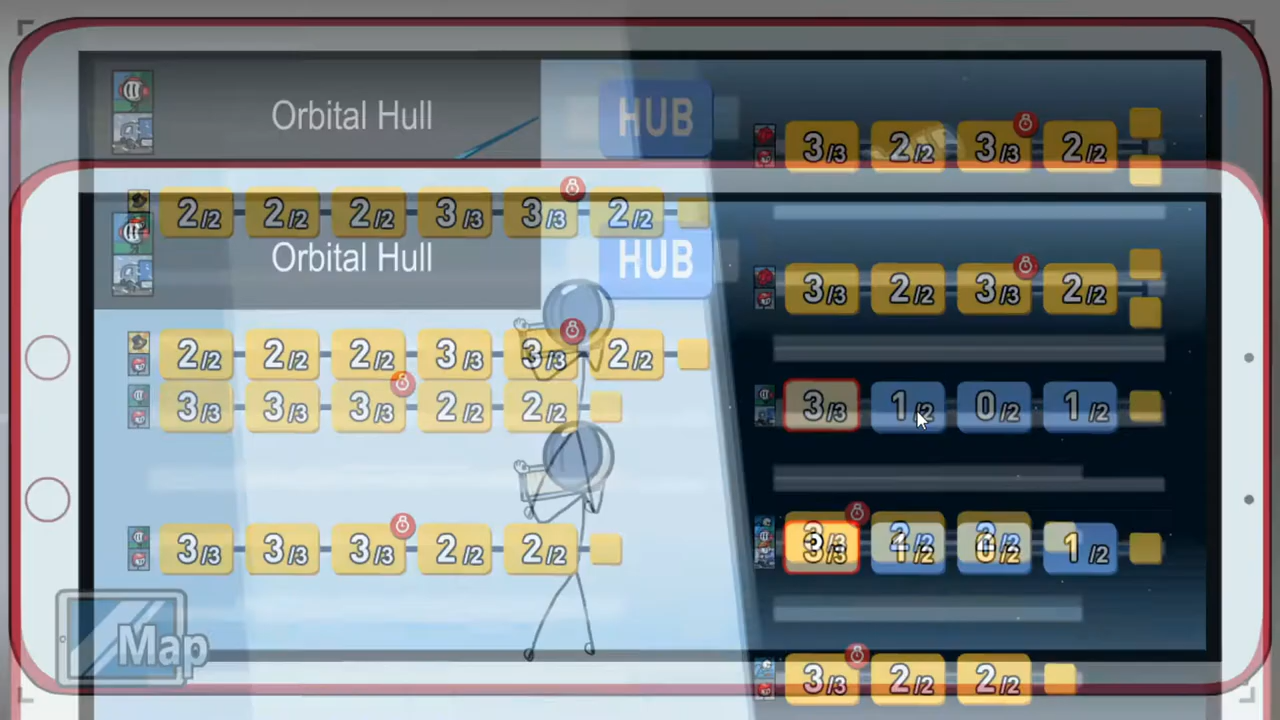 Orbital Hull HUB
3/3 2/2 3/3 2/2
2/2 2/2 2/2 3/3 3/3 2/2
Orbital Hull HUB
3/3 2/2 3/3 2/2
2/2 2/2 2/2 3/3 3/3 2/2
3/3 3/3 3/3 2/2 2/2
3/3 1/2 0/2 1/2
3/3 3/3 3/3 2/2 2/2
1/2
Map
3/3 2/2 2/2